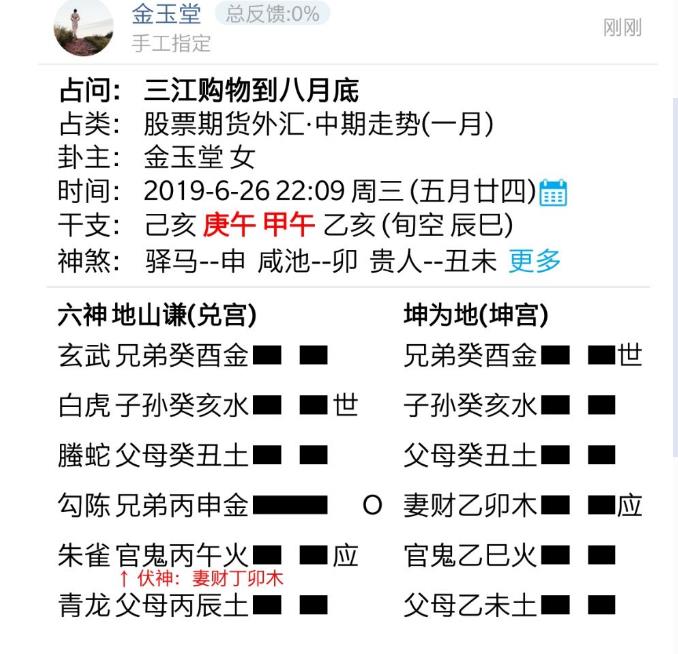 金玉堂 总反馈:0%
手工指定
刚刚
占问: 三江购物到八月底
占类: 股票期货外汇·中期走势(一月)
卦主: 金玉堂 女
时间: 2019-6-26 22:09 周三 (五月廿四)
干支: 己亥 庚午 甲午 乙亥 (旬空 辰巳)
神煞: 驿马--申 咸池--卯 贵人--丑未 更多
六神 地山谦(兑宫) 坤为地(坤宫)
玄武 兄弟癸酉金 兄弟癸酉金 世
白虎 子孙癸亥水 世 子孙癸亥水
螣蛇 父母癸丑土 父母癸丑土
勾陈 兄弟丙申金 O 妻财乙卯木 应
朱雀 官鬼丙午火 应 官鬼乙巳火
↑ 伏神: 妻财丁卯木
青龙 父母丙辰土 父母乙未土